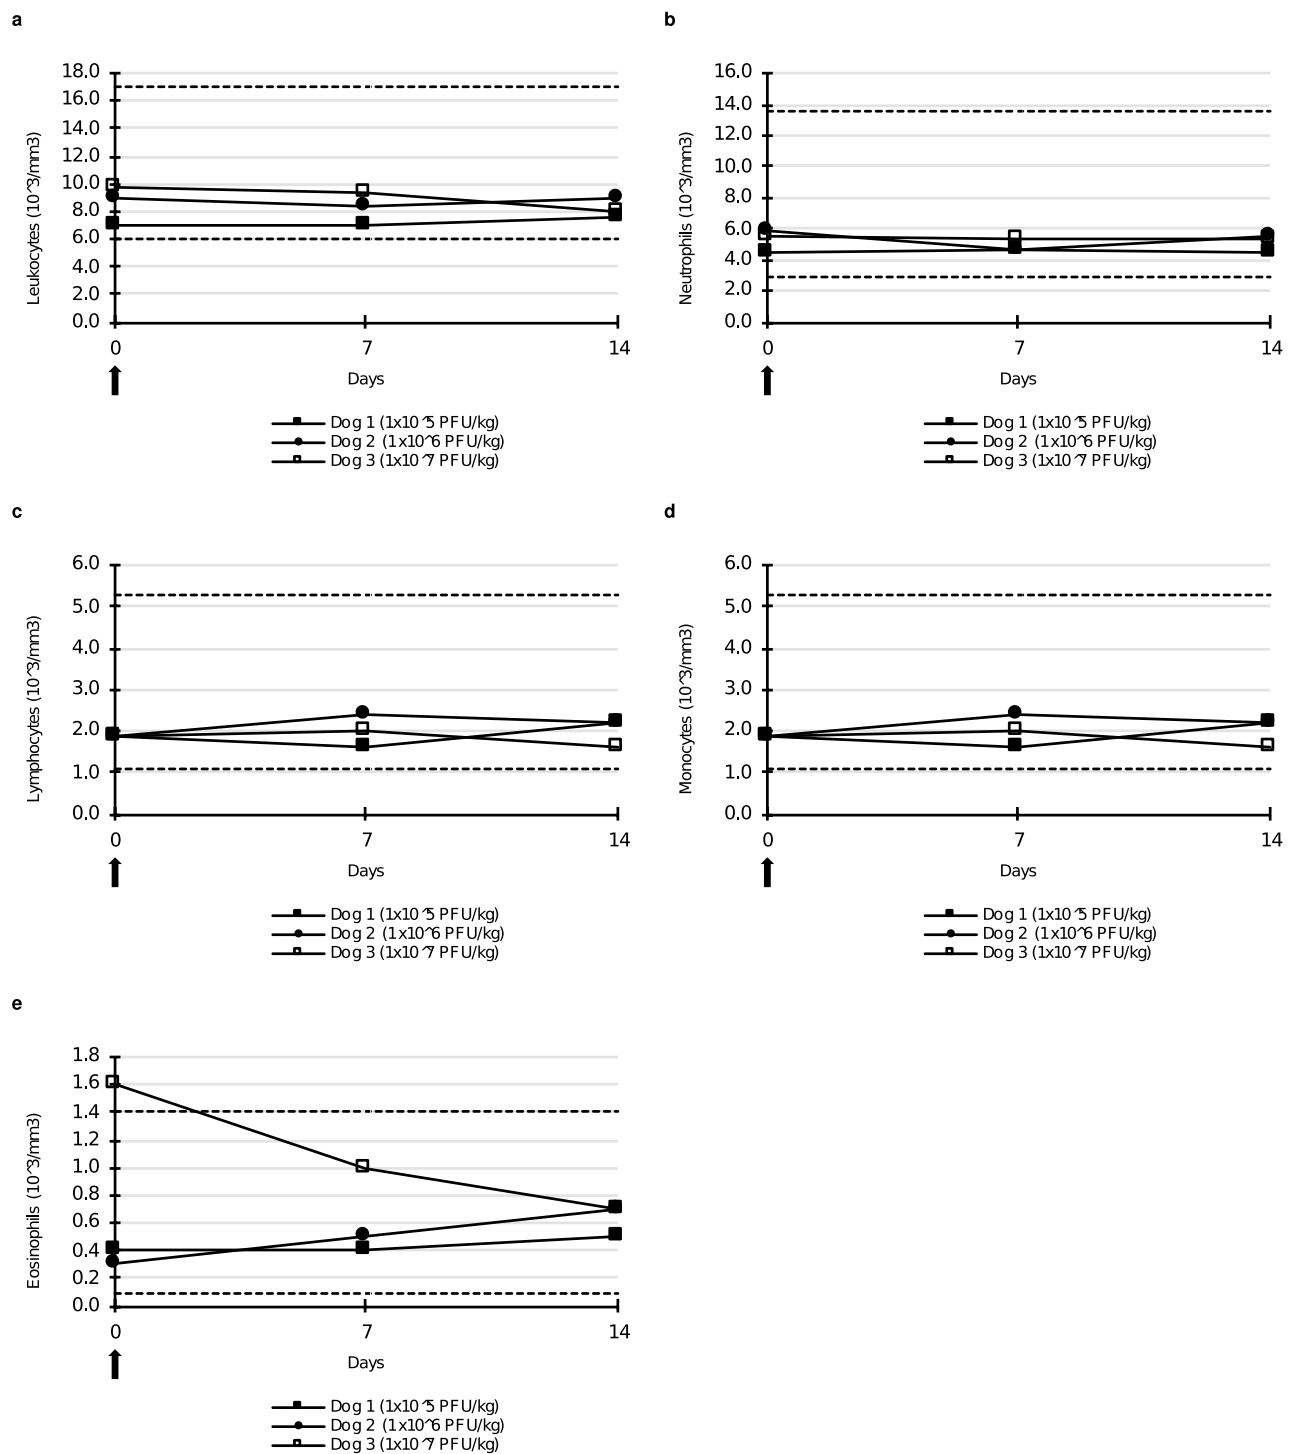 a
Leukocytes (10^3/mm3)
18.0
16.0
14.0
12.0
10.0
8.0
6.0
4.0
2.0
0.0
0 7 14
Days
Dog 1 (1x10^5 PFU/kg)
Dog 2 (1x10^6 PFU/kg)
Dog 3 (1x10^7 PFU/kg)
b
Neutrophils (10^3/mm3)
16.0
14.0
12.0
10.0
8.0
6.0
4.0
2.0
0.0
0 7 14
Days
Dog 1 (1x10^5 PFU/kg)
Dog 2 (1x10^6 PFU/kg)
Dog 3 (1x10^7 PFU/kg)
c
Lymphocytes (10^3/mm3)
6.0
5.0
4.0
3.0
2.0
1.0
0.0
0 7 14
Days
Dog 1 (1x10^5 PFU/kg)
Dog 2 (1x10^6 PFU/kg)
Dog 3 (1x10^7 PFU/kg)
d
Monocytes (10^3/mm3)
6.0
5.0
4.0
3.0
2.0
1.0
0.0
0 7 14
Days
Dog 1 (1x10^5 PFU/kg)
Dog 2 (1x10^6 PFU/kg)
Dog 3 (1x10^7 PFU/kg)
e
Eosinophils (10^3/mm3)
1.8
1.6
1.4
1.2
1.0
0.8
0.6
0.4
0.2
0.0
0 7 14
Days
Dog 1 (1x10^5 PFU/kg)
Dog 2 (1x10^6 PFU/kg)
Dog 3 (1x10^7 PFU/kg)